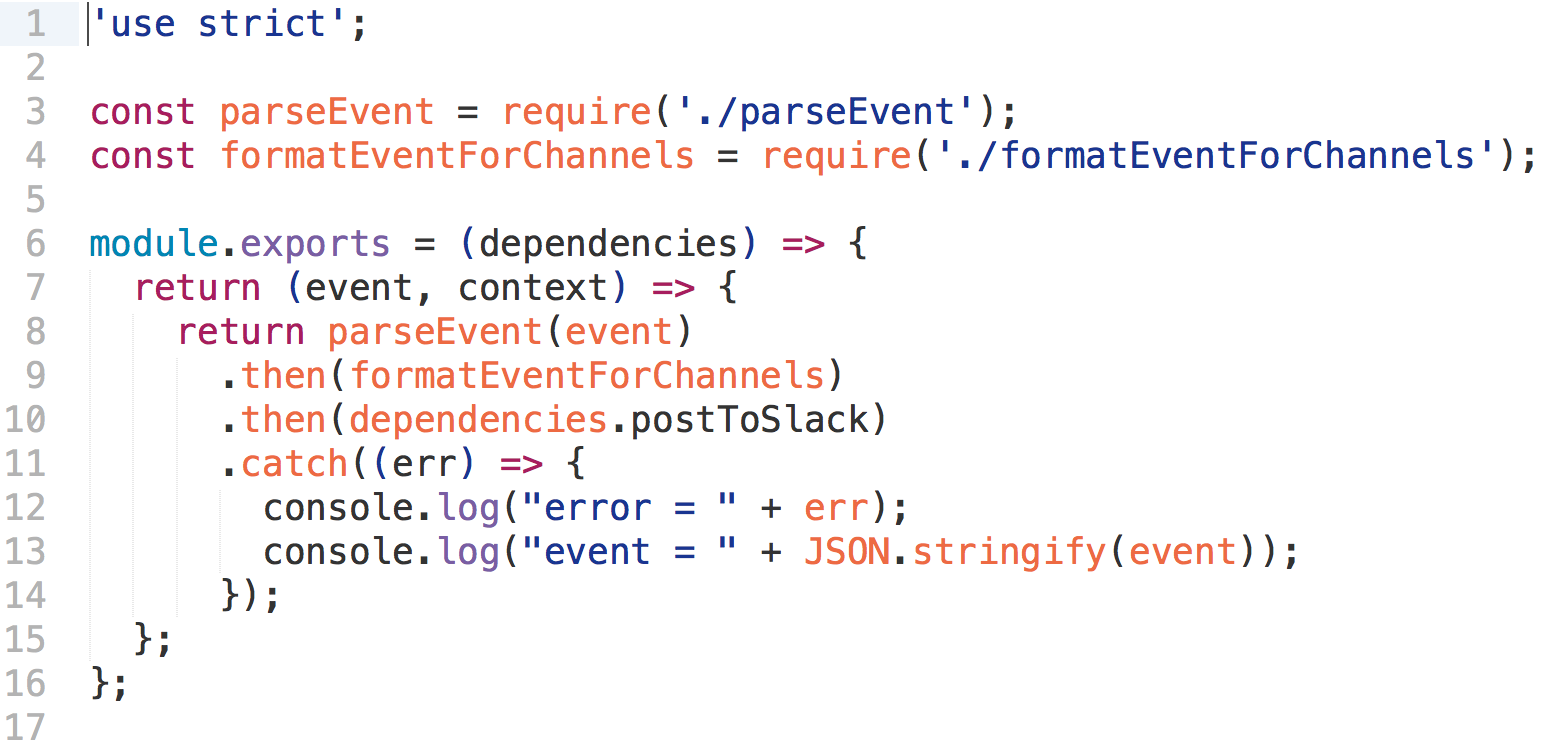 1 'use strict';
2
3 const parseEvent = require('./parseEvent');
4 const formatEventForChannels = require('./formatEventForChannels');
5
6 module.exports = (dependencies) => {
7   return (event, context) => {
8     return parseEvent(event)
9       .then(formatEventForChannels)
10       .then(dependencies.postToSlack)
11       .catch((err) => {
12         console.log("error = " + err);
13         console.log("event = " + JSON.stringify(event));
14       });
15   };
16 };
17